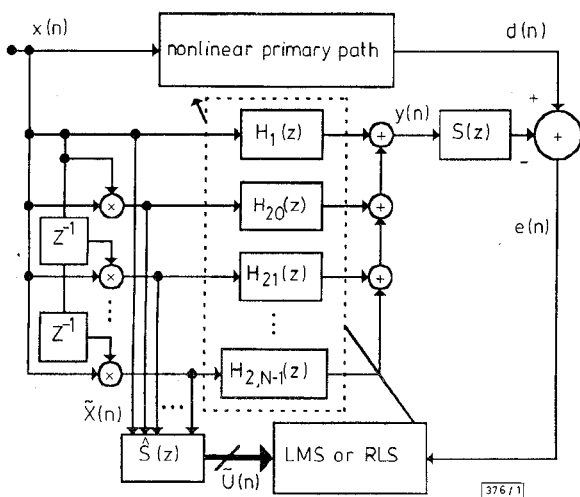 x(n)
nonlinear primary path
d(n)
+
H₁(z)
+
y(n)
S(z)
+
-
×
H₂₀(z)
+
e(n)
Z⁻¹
×
H₂₁(z)
+
⋮
⋮
Z⁻¹
×
H₂,N-1(z)
X̃(n)
...
Ŝ(z)
Ũ(n)
LMS or RLS
376/1